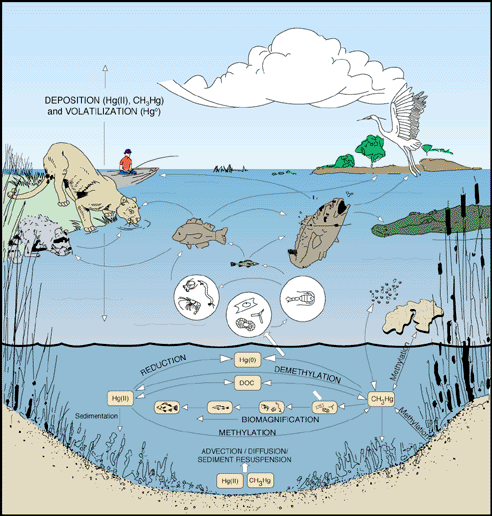 DEPOSITION (Hg(II), CH3Hg)
and VOLATILIZATION (Hg°)
REDUCTION
Hg(0)
DEMETHYLATION
DOC
Hg(II)
CH3Hg
Methylation
Sedimentation
BIOMAGNIFICATION
METHYLATION
Methylation
ADVECTION / DIFFUSION/
SEDIMENT RESUSPENSION
Hg(II)
CH3Hg